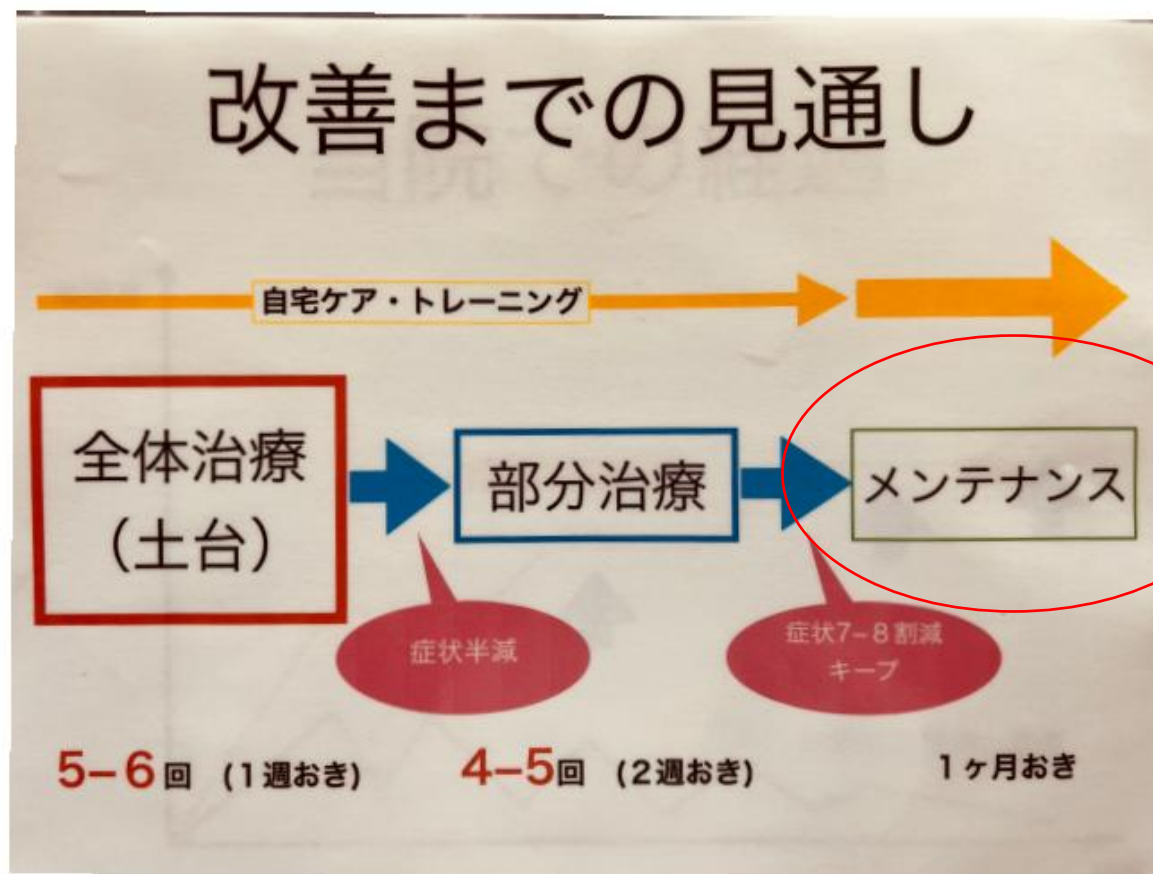 改善までの見通し
自宅ケア・トレーニング
全体治療
(土台)
部分治療
メンテナンス
症状半減
症状7-8割減
キープ
5-6回 (1週おき)
4-5回 (2週おき)
1ヶ月おき